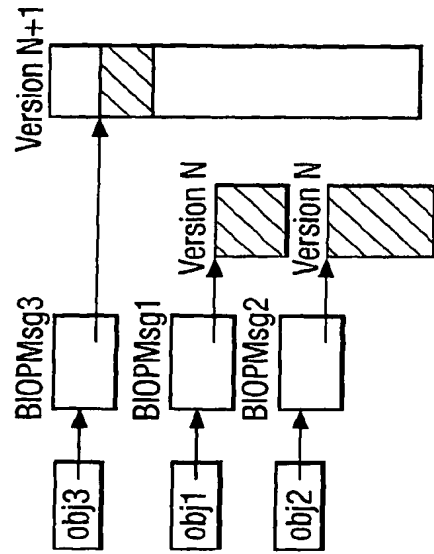 Version N+1
BIOPMsg3
obj3
Version N
BIOPMsg1
obj1
Version N
BIOPMsg2
obj2